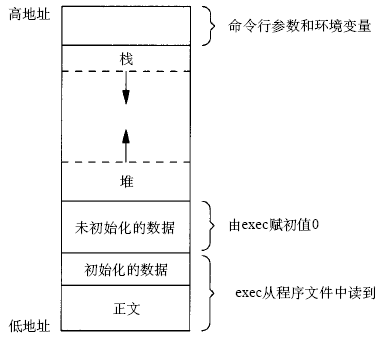 高地址
命令行参数和环境变量
栈
堆
未初始化的数据
由exec赋初值0
初始化的数据
exec从程序文件中读到
正文
低地址